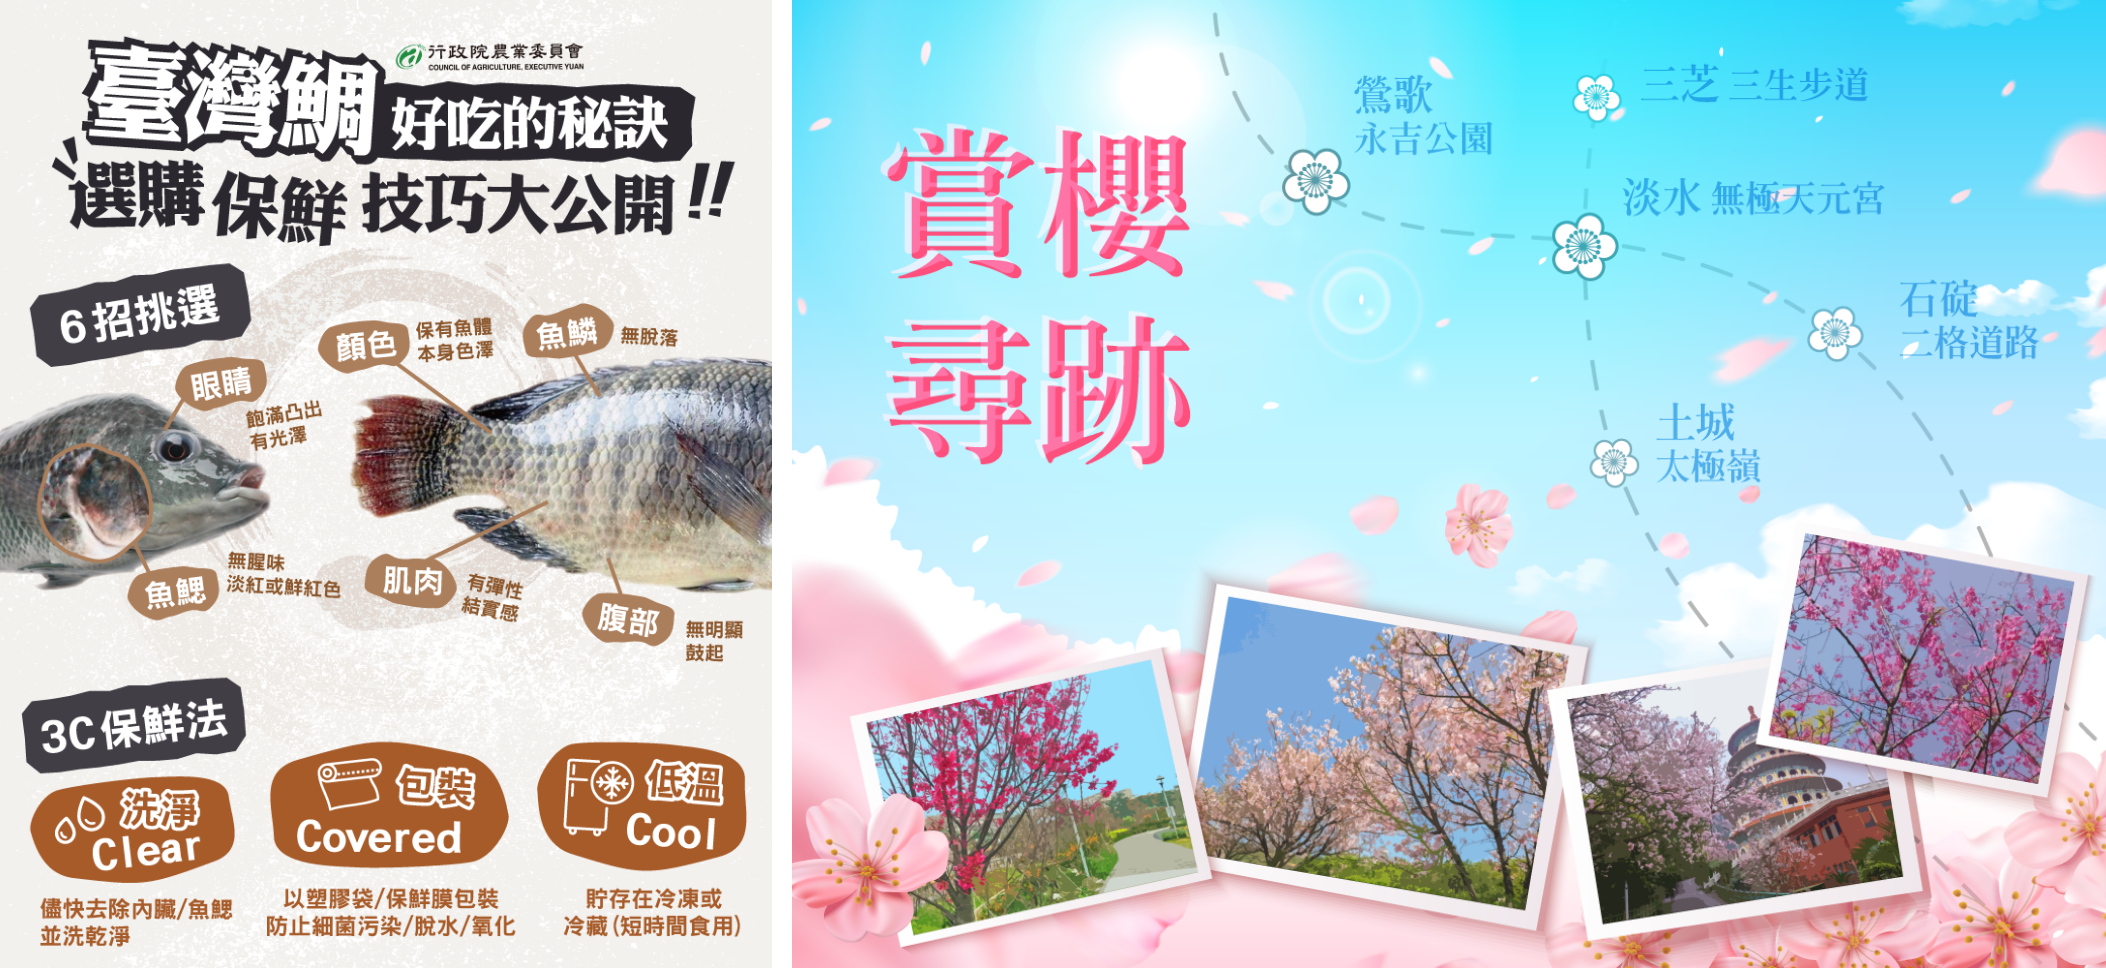 行政院農業委員會
COUNCIL OF AGRICULTURE, EXECUTIVE YUAN
臺灣鯛好吃的秘訣
選購保鮮技巧大公開!!
6招挑選
眼睛
飽滿凸出
有光澤
顏色
保有魚體
本身色澤
魚鱗
無脫落
魚鰓
無腥味
淡紅或鮮紅色
肌肉
有彈性
結實感
腹部
無明顯
鼓起
3C保鮮法
洗淨
Clear
儘快去除內臟/魚鰓
並洗乾淨
包裝
Covered
以塑膠袋/保鮮膜包裝
防止細菌污染/脫水/氧化
低溫
Cool
貯存在冷凍或
冷藏(短時間食用)
賞櫻
尋跡
鶯歌
永吉公園
三芝 三生步道
淡水 無極天元宮
石碇
二格道路
土城
太極嶺